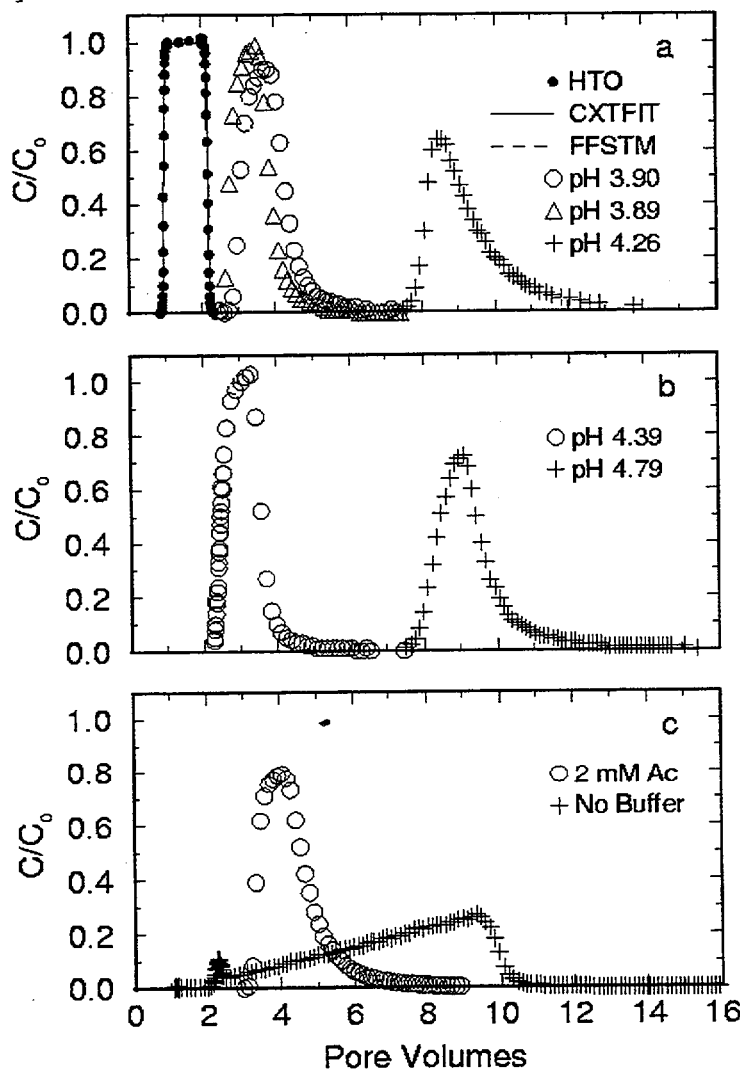 a
1.0
0.8
0.6
0.4
0.2
0.0
C/C₀
HTO
CXTFIT
FFSTM
pH 3.90
pH 3.89
pH 4.26
b
1.0
0.8
0.6
0.4
0.2
0.0
C/C₀
pH 4.39
pH 4.79
c
1.0
0.8
0.6
0.4
0.2
0.0
C/C₀
2 mM Ac
No Buffer
0 2 4 6 8 10 12 14 16
Pore Volumes